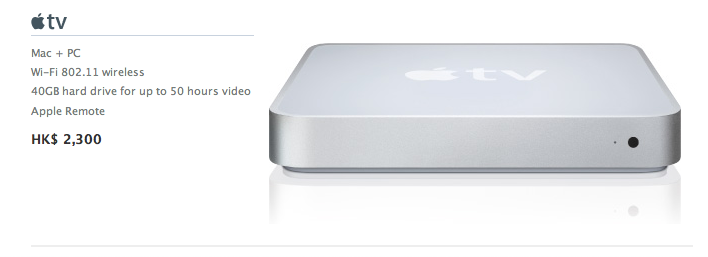 tv
Mac + PC
Wi-Fi 802.11 wireless
40GB hard drive for up to 50 hours video
Apple Remote
HK$ 2,300
tv